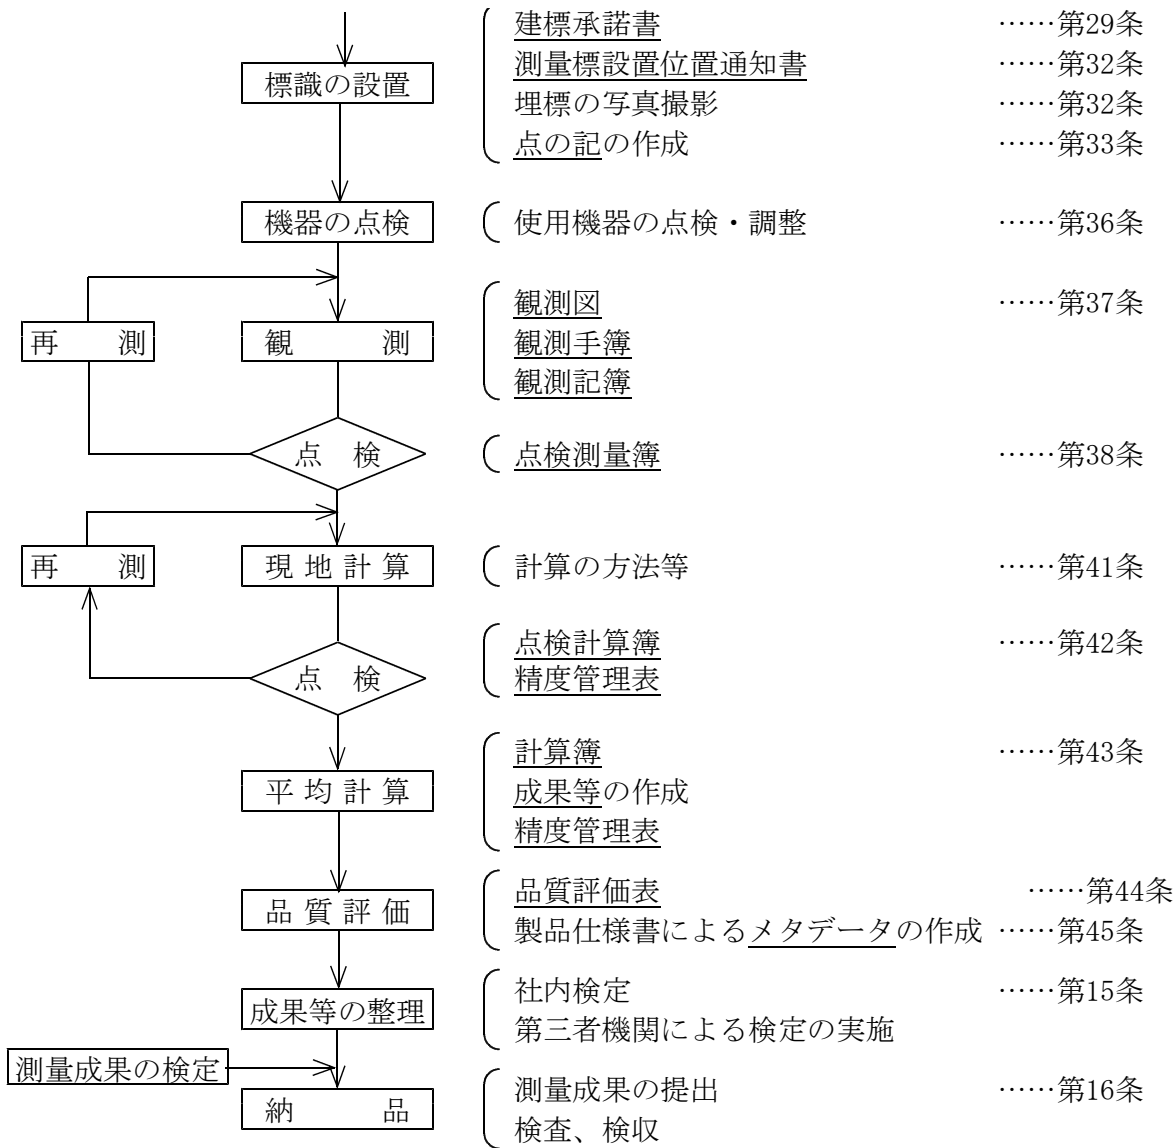 建標承諾書 ……第29条
標識の設置 測量標設置位置通知書 ……第32条
埋標の写真撮影 ……第32条
点の記の作成 ……第33条
機器の点検 使用機器の点検・調整 ……第36条
観測図 ……第37条
再　測 観　測 観測手簿
観測記簿
点　検 点検測量簿 ……第38条
再　測 現地計算 計算の方法等 ……第41条
点検計算簿 ……第42条
点　検 精度管理表
計算簿 ……第43条
平均計算 成果等の作成
精度管理表
品質評価 品質評価表 ……第44条
製品仕様書によるメタデータの作成 ……第45条
社内検定 ……第15条
成果等の整理 第三者機関による検定の実施
測量成果の検定
納　品 測量成果の提出 ……第16条
検査、検収